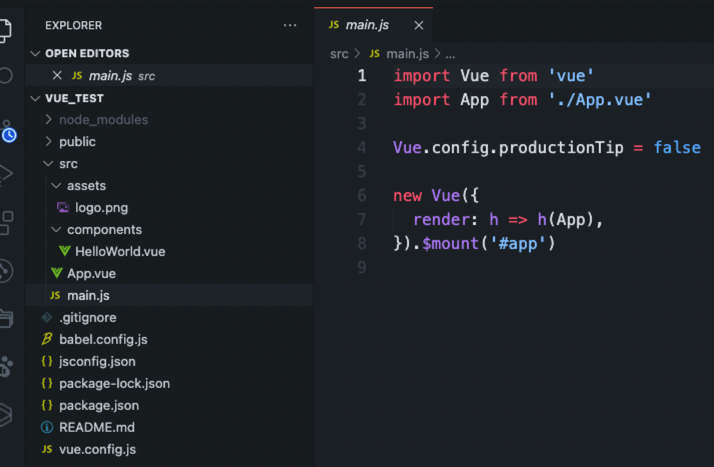 EXPLORER ...
OPEN EDITORS
JS main.js src
VUE_TEST
node_modules
public
src
assets
logo.png
components
HelloWorld.vue
App.vue
JS main.js
.gitignore
babel.config.js
{} jsconfig.json
{} package-lock.json
{} package.json
README.md
JS vue.config.js
JS main.js
src > JS main.js > ...
1 import Vue from 'vue'
2 import App from './App.vue'
3
4 Vue.config.productionTip = false
5
6 new Vue({
7 render: h => h(App),
8 }).$mount('#app')
9